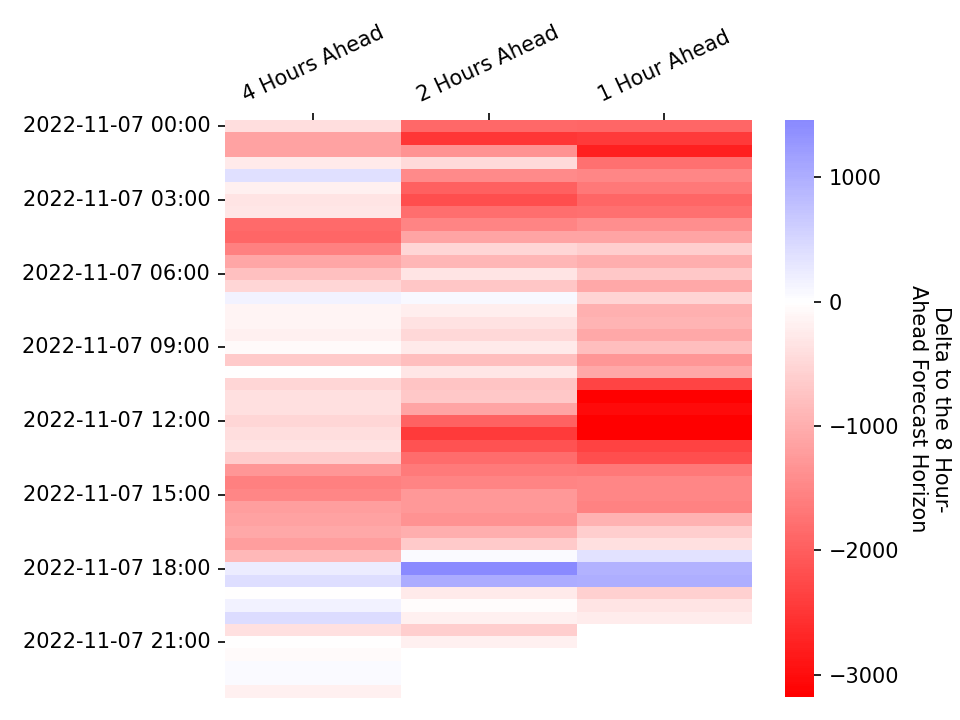 4 Hours Ahead
2 Hours Ahead
1 Hour Ahead
2022-11-07 00:00
2022-11-07 03:00
2022-11-07 06:00
2022-11-07 09:00
2022-11-07 12:00
2022-11-07 15:00
2022-11-07 18:00
2022-11-07 21:00
1000
0
−1000
−2000
−3000
Delta to the 8 Hour-
Ahead Forecast Horizon